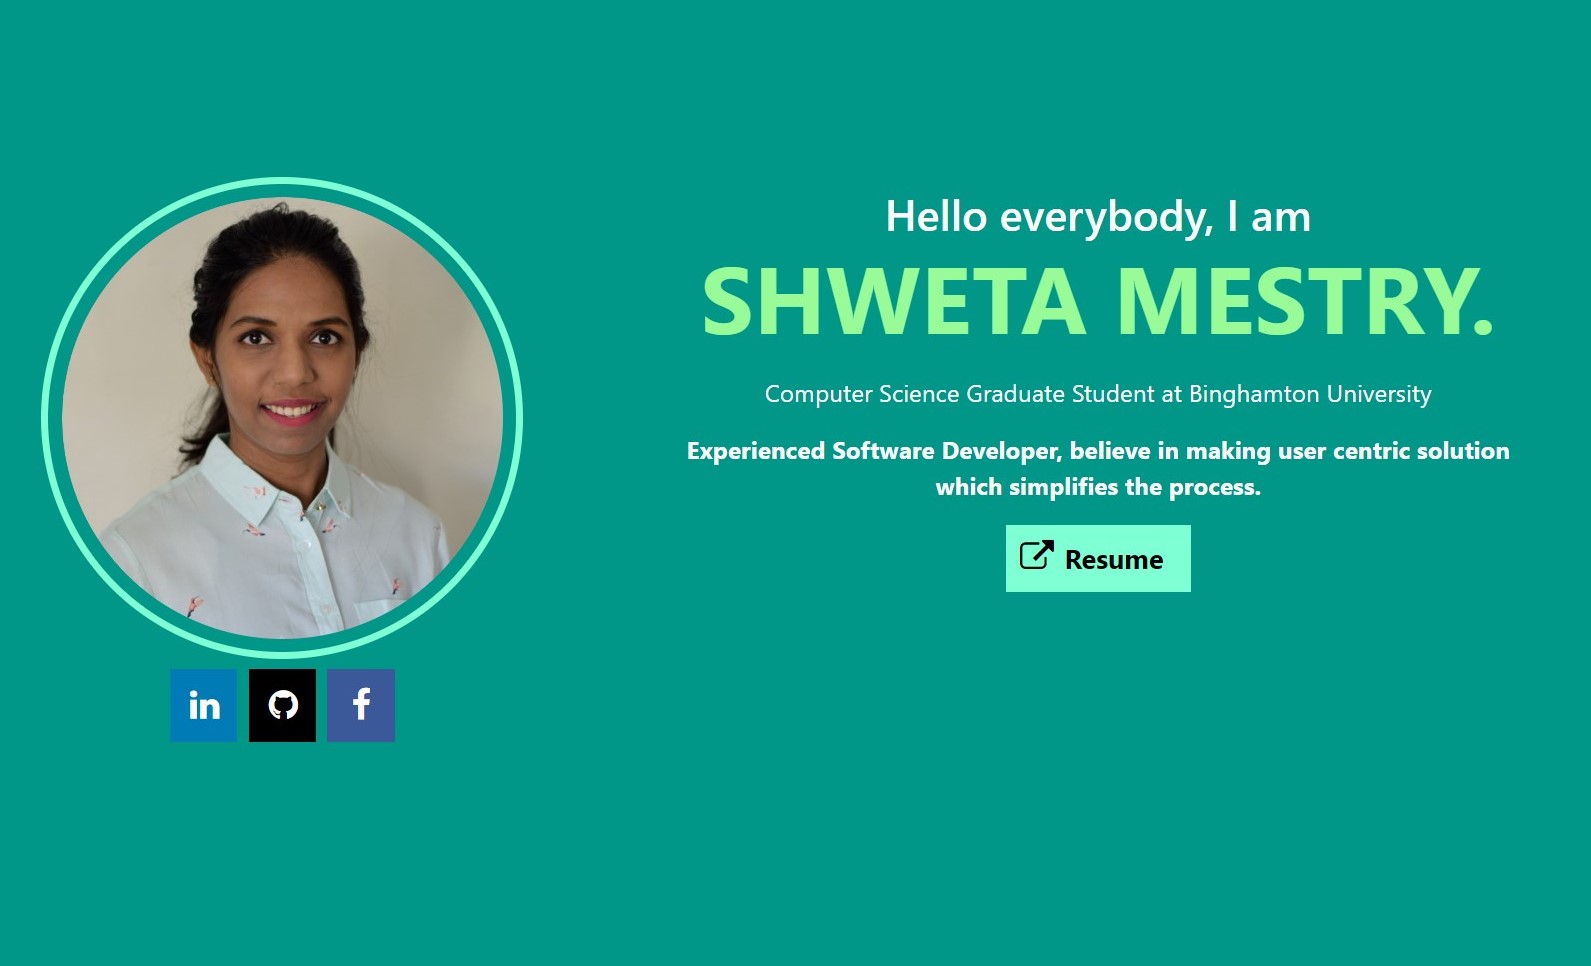 Hello everybody, I am
SHWETA MESTRY.
Computer Science Graduate Student at Binghamton University
Experienced Software Developer, believe in making user centric solution
which simplifies the process.
Resume
in
f